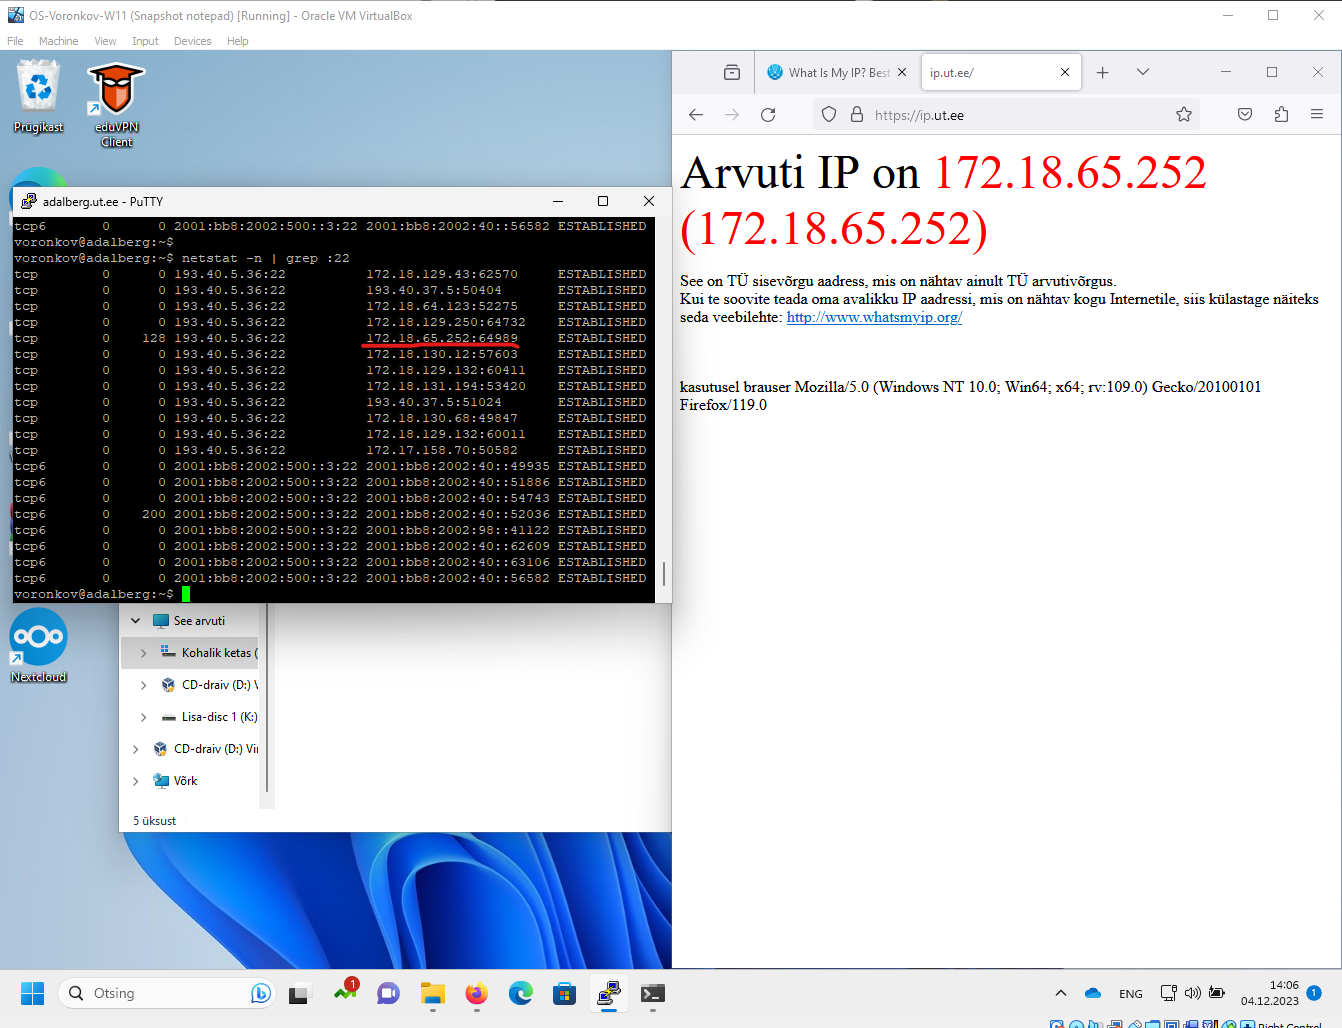 OS-Voronkov-W11 (Snapshot notepad) [Running] - Oracle VM VirtualBox
File Machine View Input Devices Help
Prügikast
eduVPN
Client
What Is My IP? Best
ip.ut.ee/
https://ip.ut.ee
Arvuti IP on 172.18.65.252
(172.18.65.252)
See on TÜ sisevõrgu aadress, mis on nähtav ainult TÜ arvutivõrgus.
Kui te soovite teada oma avalikku IP aadressi, mis on nähtav kogu Internetile, siis külastage näiteks
seda veebilehte: http://www.whatsmyip.org/
kasutusel brauser Mozilla/5.0 (Windows NT 10.0; Win64; x64; rv:109.0) Gecko/20100101
Firefox/119.0
adalberg.ut.ee - PuTTY
tcp6 0 0 2001:bb8:2002:500::3:22 2001:bb8:2002:40::56582 ESTABLISHED
voronkov@adalberg:~$
voronkov@adalberg:~$ netstat -n | grep :22
tcp 0 0 193.40.5.36:22 172.18.129.43:62570 ESTABLISHED
tcp 0 0 193.40.5.36:22 193.40.37.5:50404 ESTABLISHED
tcp 0 0 193.40.5.36:22 172.18.64.123:52275 ESTABLISHED
tcp 0 0 193.40.5.36:22 172.18.129.250:64732 ESTABLISHED
tcp 0 128 193.40.5.36:22 172.18.65.252:64989 ESTABLISHED
tcp 0 0 193.40.5.36:22 172.18.130.12:57603 ESTABLISHED
tcp 0 0 193.40.5.36:22 172.18.129.132:60411 ESTABLISHED
tcp 0 0 193.40.5.36:22 172.18.131.194:53420 ESTABLISHED
tcp 0 0 193.40.5.36:22 193.40.37.5:51024 ESTABLISHED
tcp 0 0 193.40.5.36:22 172.18.130.68:49847 ESTABLISHED
tcp 0 0 193.40.5.36:22 172.18.129.132:60011 ESTABLISHED
tcp 0 0 193.40.5.36:22 172.17.158.70:50582 ESTABLISHED
tcp6 0 0 2001:bb8:2002:500::3:22 2001:bb8:2002:40::49935 ESTABLISHED
tcp6 0 0 2001:bb8:2002:500::3:22 2001:bb8:2002:40::51886 ESTABLISHED
tcp6 0 0 2001:bb8:2002:500::3:22 2001:bb8:2002:40::54743 ESTABLISHED
tcp6 0 200 2001:bb8:2002:500::3:22 2001:bb8:2002:40::52036 ESTABLISHED
tcp6 0 0 2001:bb8:2002:500::3:22 2001:bb8:2002:98::41122 ESTABLISHED
tcp6 0 0 2001:bb8:2002:500::3:22 2001:bb8:2002:40::62609 ESTABLISHED
tcp6 0 0 2001:bb8:2002:500::3:22 2001:bb8:2002:40::63106 ESTABLISHED
tcp6 0 0 2001:bb8:2002:500::3:22 2001:bb8:2002:40::56582 ESTABLISHED
voronkov@adalberg:~$
Nextcloud
See arvuti
Kohalik ketas (
CD-draiv (D:) V
Lisa-disc 1 (K:)
CD-draiv (D:) Vir
Võrk
5 üksust
Otsing
1
ENG
14:06
04.12.2023
1
Right Control